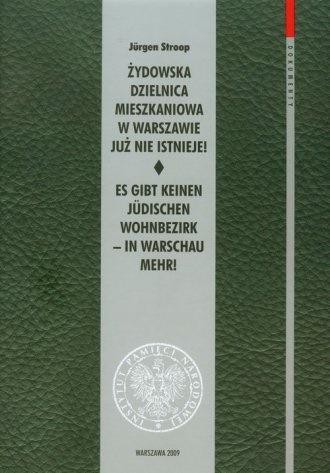 Jürgen Stroop
ŻYDOWSKA
DZIELNICA
MIESZKANIOWA
W WARSZAWIE
JUŻ NIE ISTNIEJE!
ES GIBT KEINEN
JÜDISCHEN
WOHNBEZIRK
– IN WARSCHAU
MEHR!
INSTYTUT PAMIĘCI NARODOWEJ
WARSZAWA 2009
DOKUMENTY